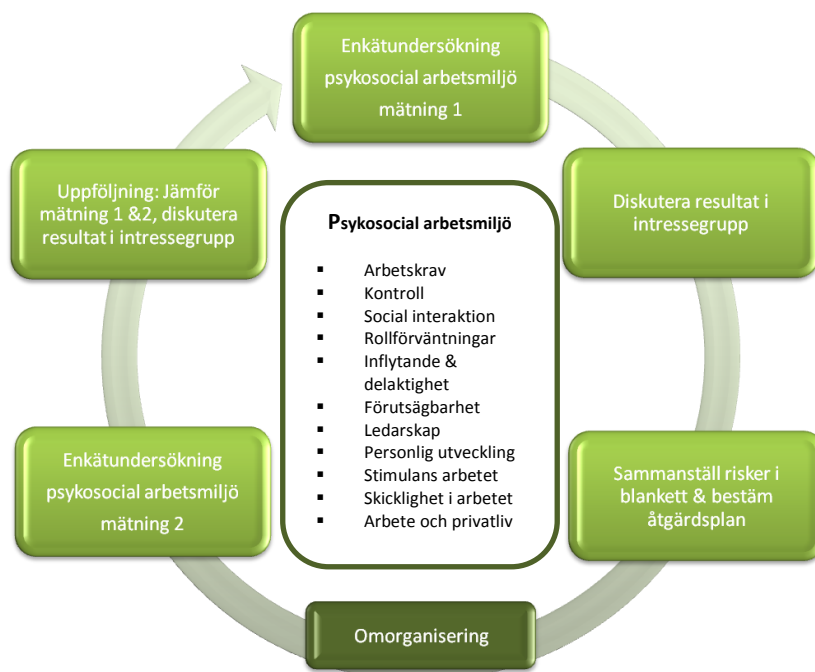 Enkätundersökning
psykosocial arbetsmiljö
mätning 1
Diskutera resultat i
intressegrupp
Sammanställ risker i
blankett & bestäm
åtgärdsplan
Omorganisering
Enkätundersökning
psykosocial arbetsmiljö
mätning 2
Uppföljning: Jämför
mätning 1 &2, diskutera
resultat i intressegrupp
Psykosocial arbetsmiljö
▪ Arbetskrav
▪ Kontroll
▪ Social interaktion
▪ Rollförväntningar
▪ Inflytande &
delaktighet
▪ Förutsägbarhet
▪ Ledarskap
▪ Personlig utveckling
▪ Stimulans arbetet
▪ Skicklighet i arbetet
▪ Arbete och privatliv